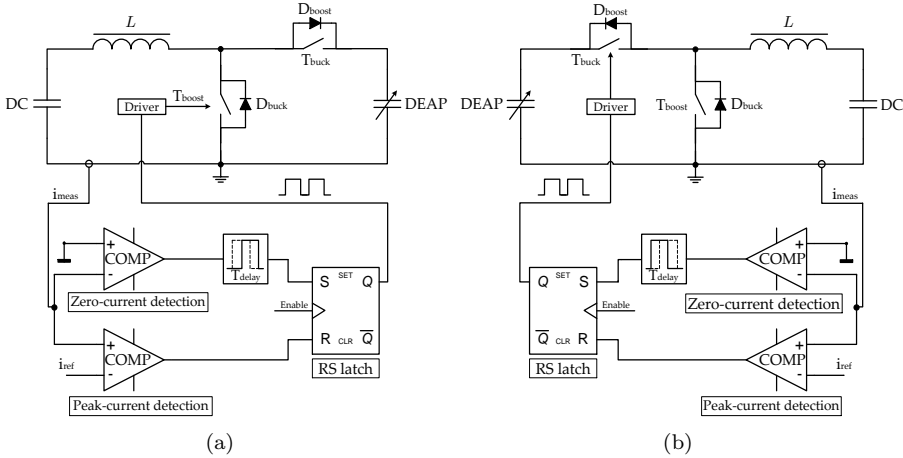 L
Dboost
Tbuck
DC
Driver
Tboost
Dbuck
DEAP
imeas
+
-
COMP
Tdelay
Zero-current detection
S
SET
Q
Enable
R
CLR
Q
RS latch
+
-
COMP
iref
Peak-current detection
(a)
Dboost
Tbuck
L
DEAP
Driver
Tboost
Dbuck
DC
imeas
+
-
COMP
Tdelay
Zero-current detection
Q
SET
S
Enable
Q
CLR
R
RS latch
+
-
COMP
iref
Peak-current detection
(b)